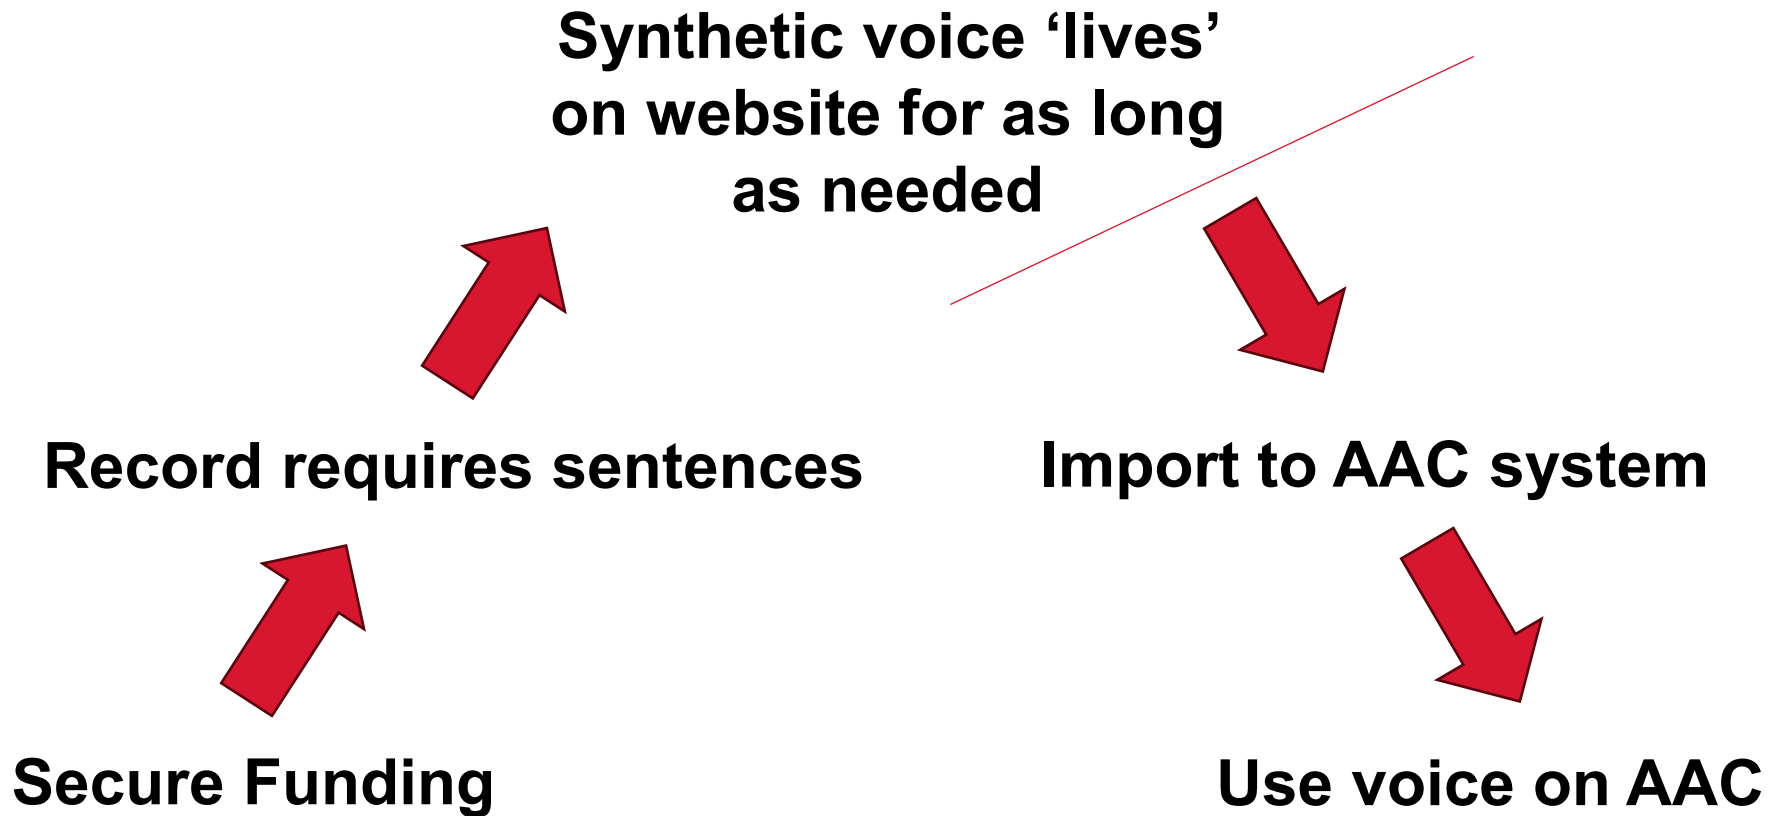 Synthetic voice ‘lives’
on website for as long
as needed
Record requires sentences
Import to AAC system
Secure Funding
Use voice on AAC